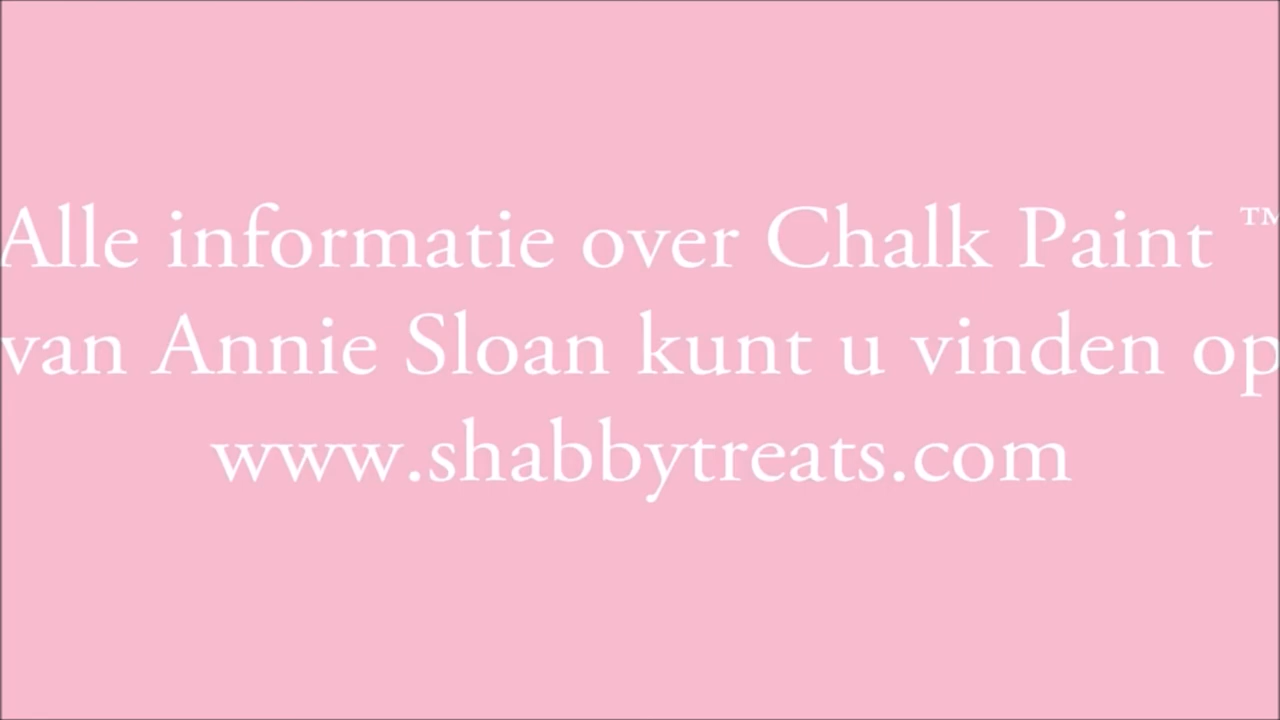 Alle informatie over Chalk Paint ™
van Annie Sloan kunt u vinden op
www.shabbytreats.com